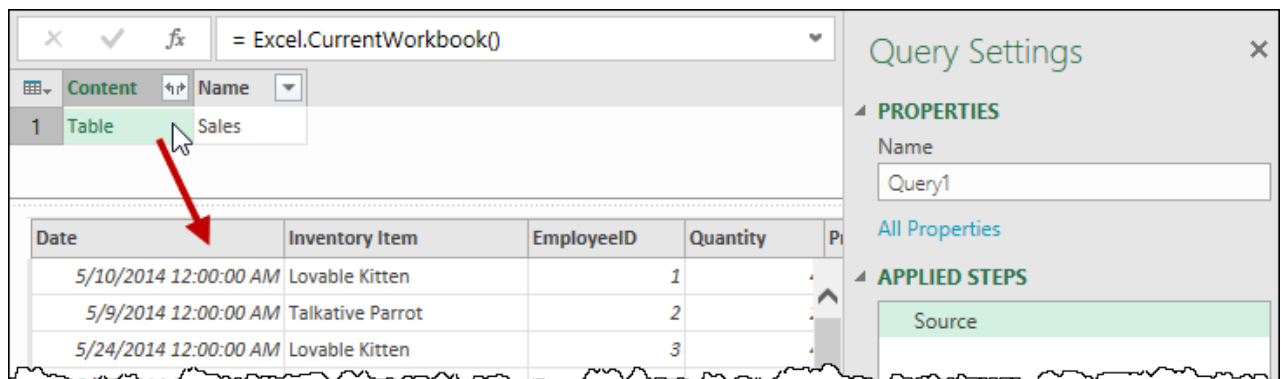 fx = Excel.CurrentWorkbook()
Content Name
1 Table Sales
Date Inventory Item EmployeeID Quantity
5/10/2014 12:00:00 AM Lovable Kitten 1
5/9/2014 12:00:00 AM Talkative Parrot 2
5/24/2014 12:00:00 AM Lovable Kitten 3
Query Settings
PROPERTIES
Name
Query1
All Properties
APPLIED STEPS
Source